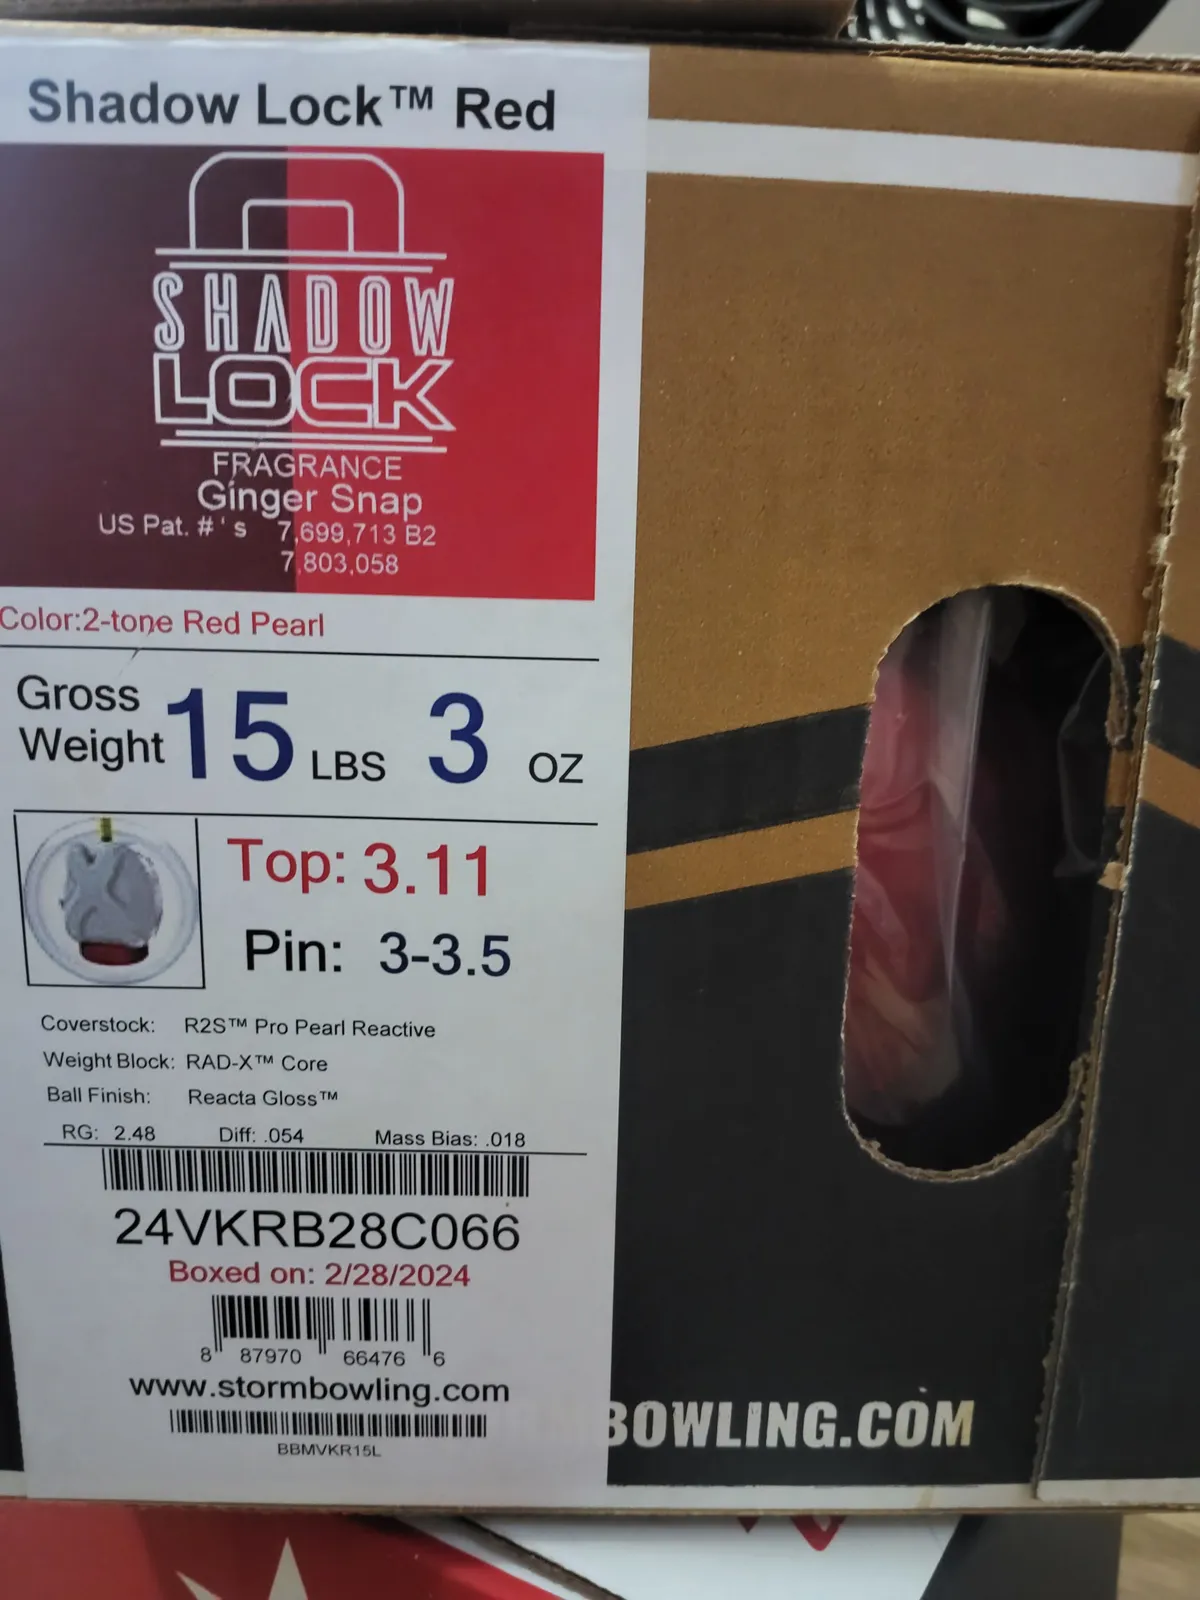 Shadow Lock™ Red
SHADOW
LOCK
FRAGRANCE
Ginger Snap
US Pat. # ' s 7,699,713 B2
7,803,058
Color:2-tone Red Pearl
Gross
Weight 15 LBS 3 OZ
Top: 3.11
Pin: 3-3.5
Coverstock: R2S™ Pro Pearl Reactive
Weight Block: RAD-X™ Core
Ball Finish: Reacta Gloss™
RG: 2.48 Diff: .054 Mass Bias: .018
24VKRB28C066
Boxed on: 2/28/2024
8 87970 66476 6
www.stormbowling.com
BBMVKR15L
BOWLING.COM